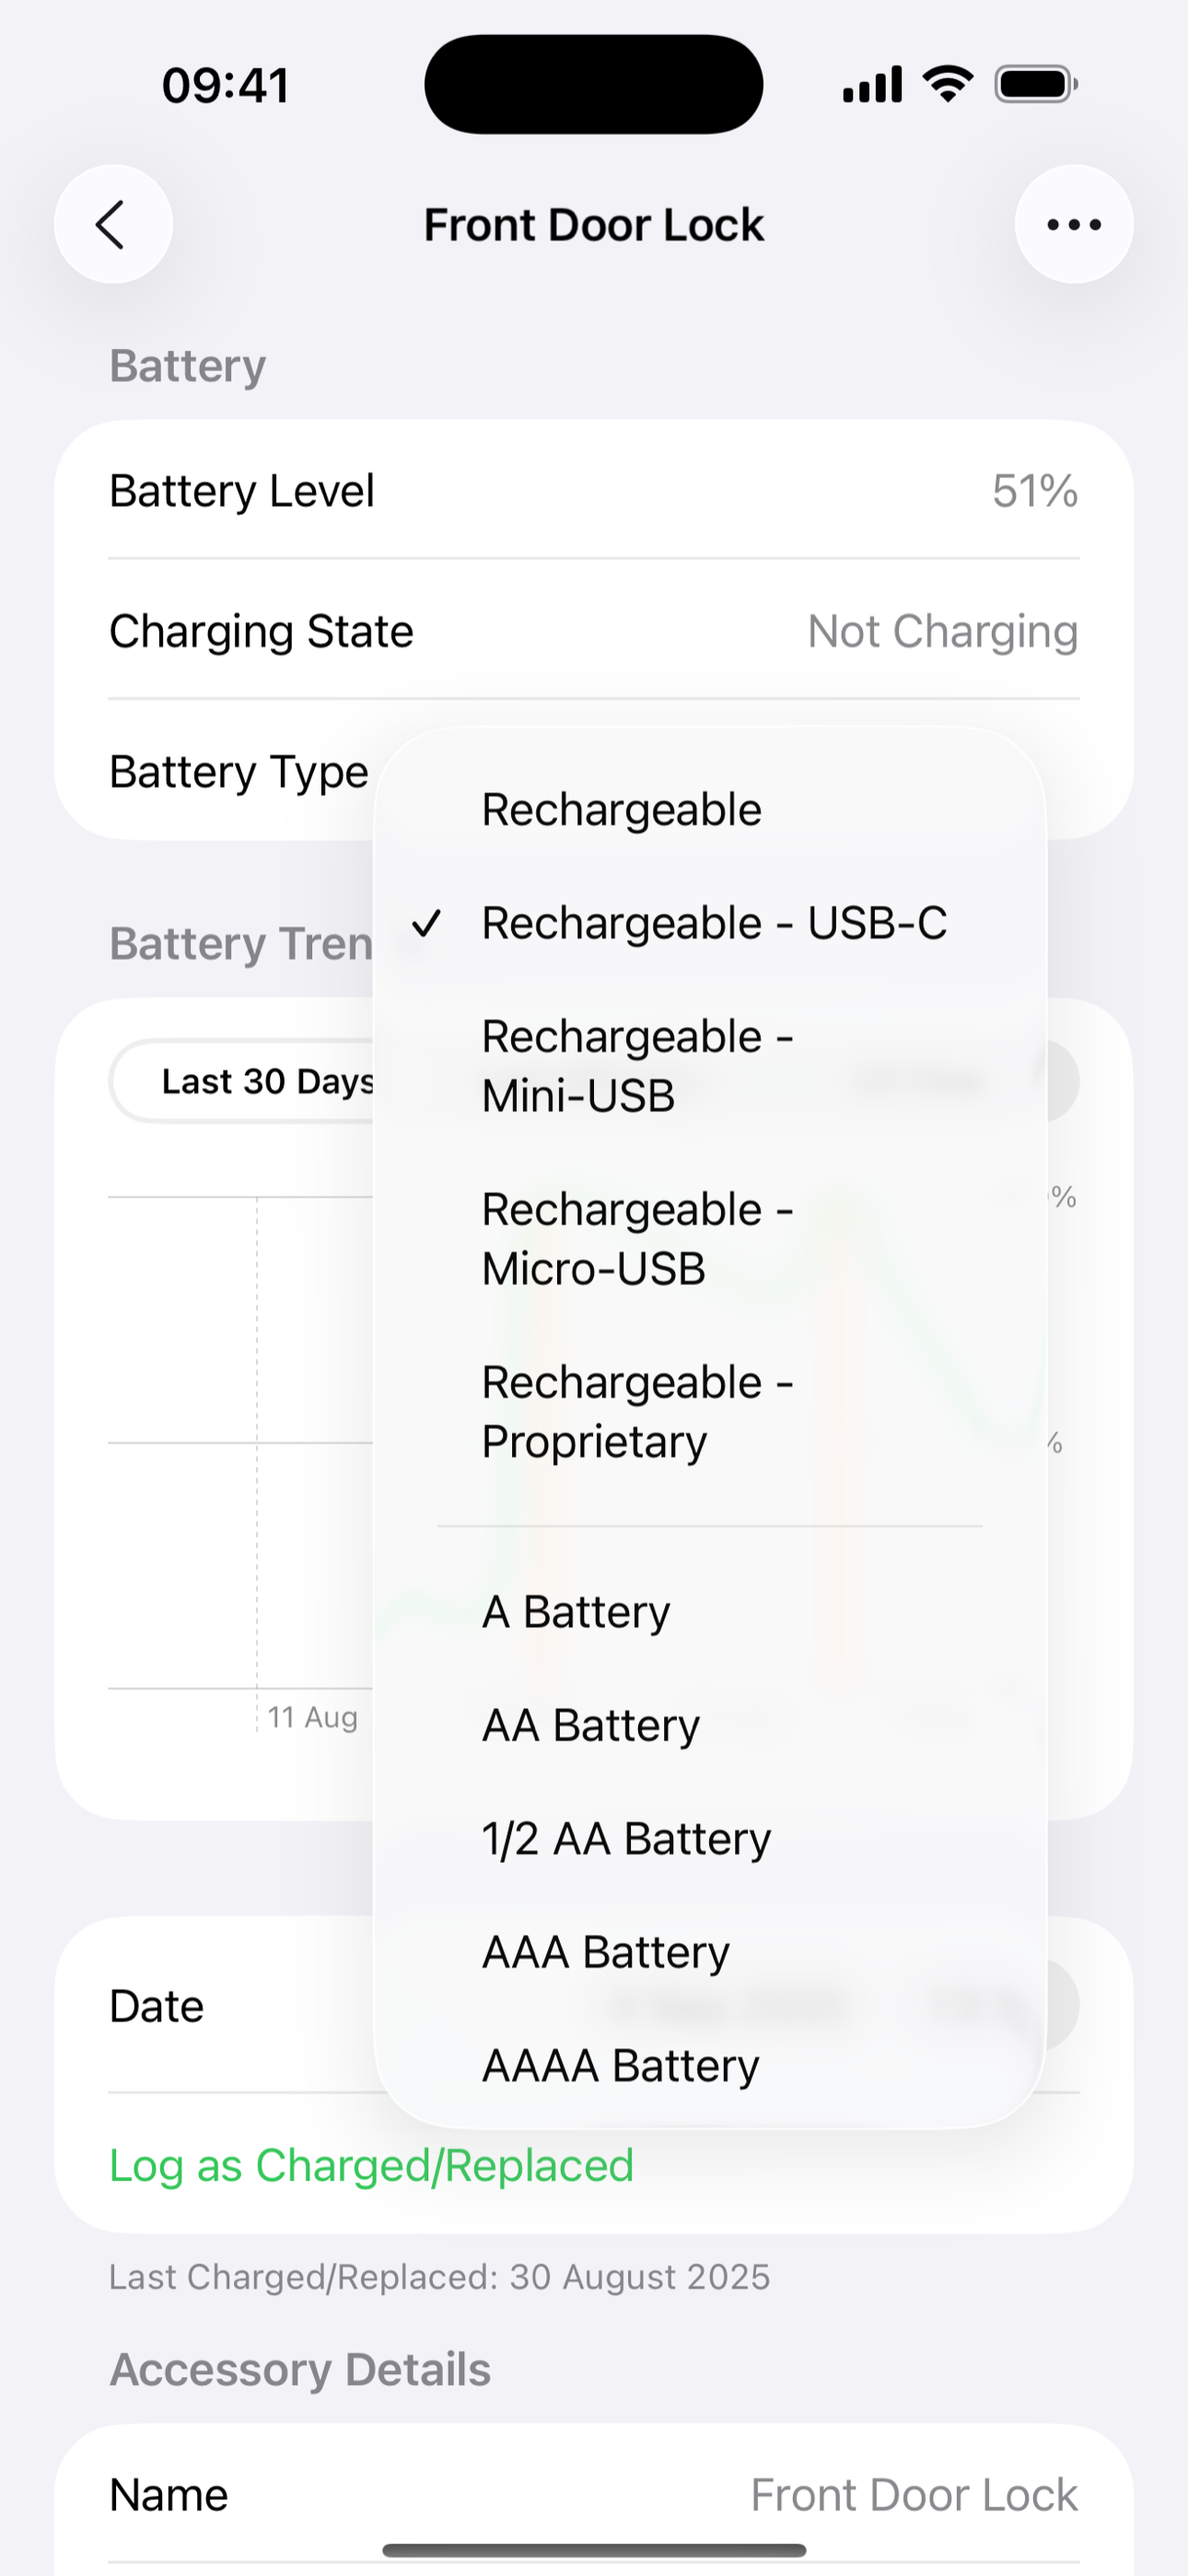 09:41
Front Door Lock
Battery
Battery Level 51%
Charging State Not Charging
Battery Type
Rechargeable
✓ Rechargeable - USB-C
Rechargeable -
Mini-USB
Rechargeable -
Micro-USB
Rechargeable -
Proprietary
A Battery
AA Battery
1/2 AA Battery
AAA Battery
AAAA Battery
Battery Tren
Last 30 Days
%
%
11 Aug
Date
Log as Charged/Replaced
Last Charged/Replaced: 30 August 2025
Accessory Details
Name Front Door Lock